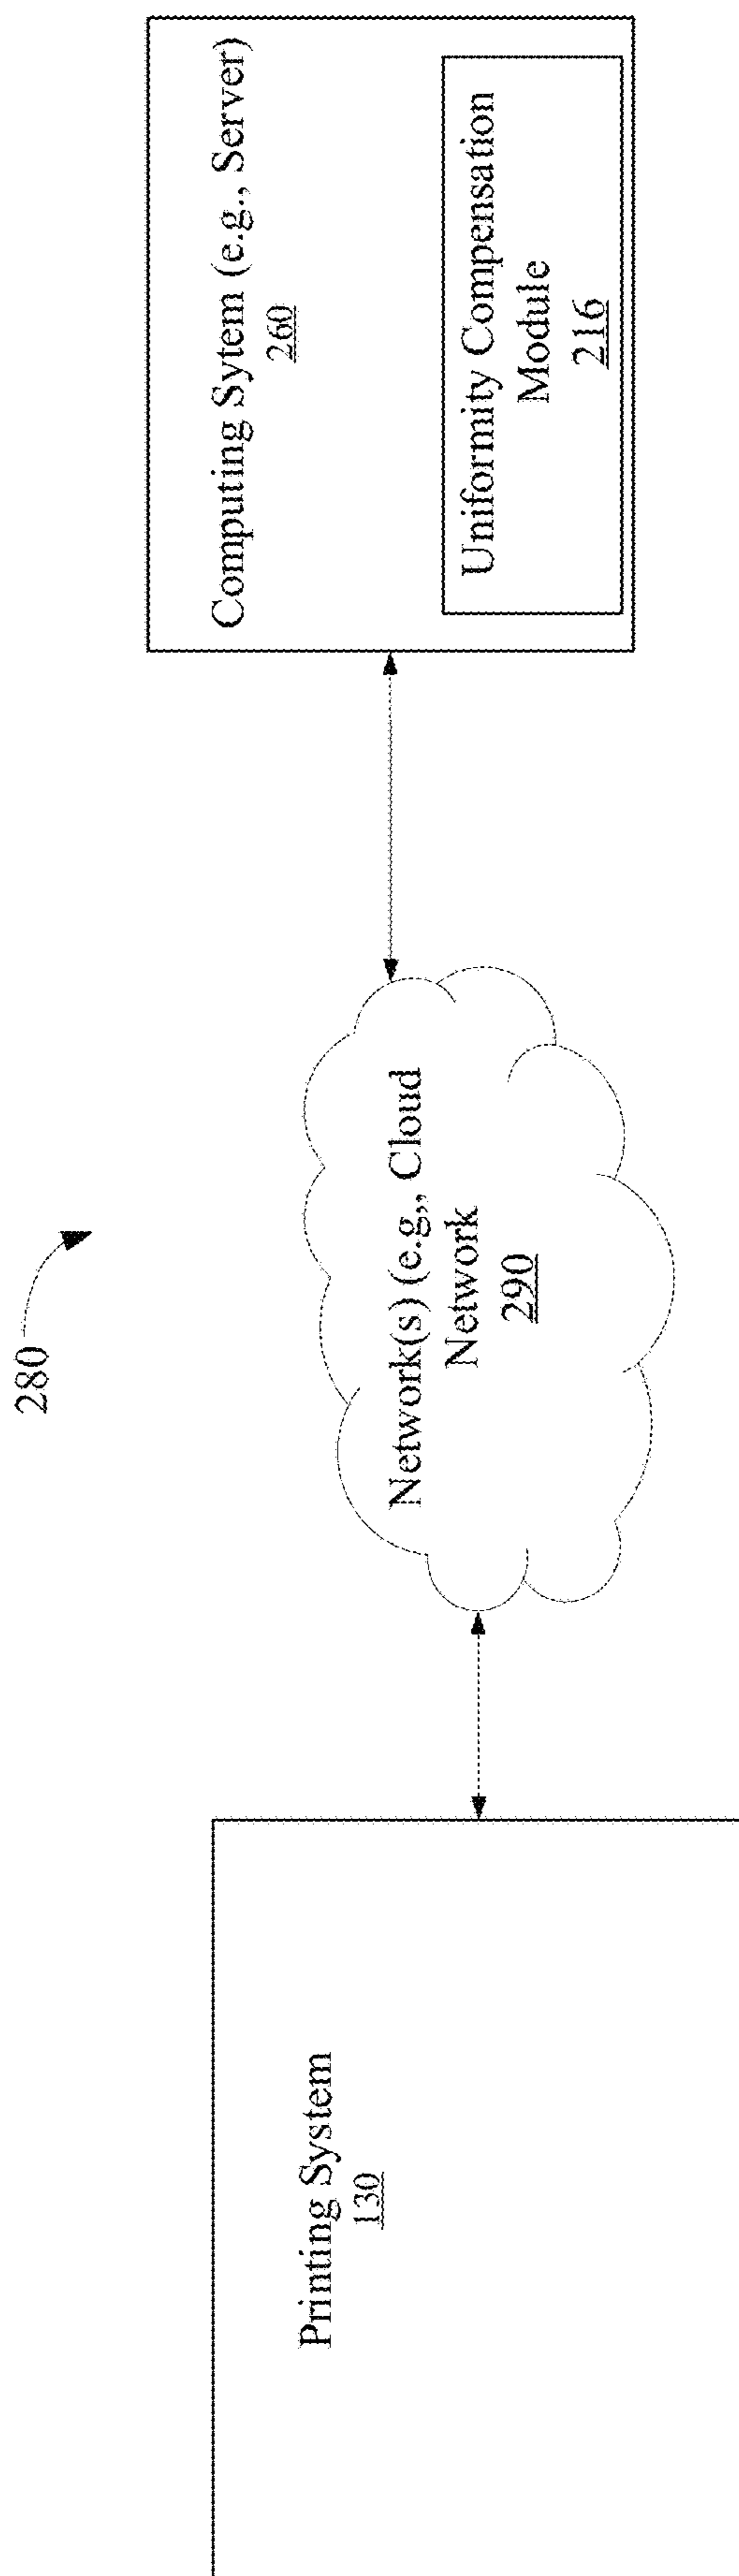 280
Printing System
130
Network(s) (e.g,, Cloud
Network
290
Computing Sytem (e.g., Server)
260
Uniformity Compensation
Module
216